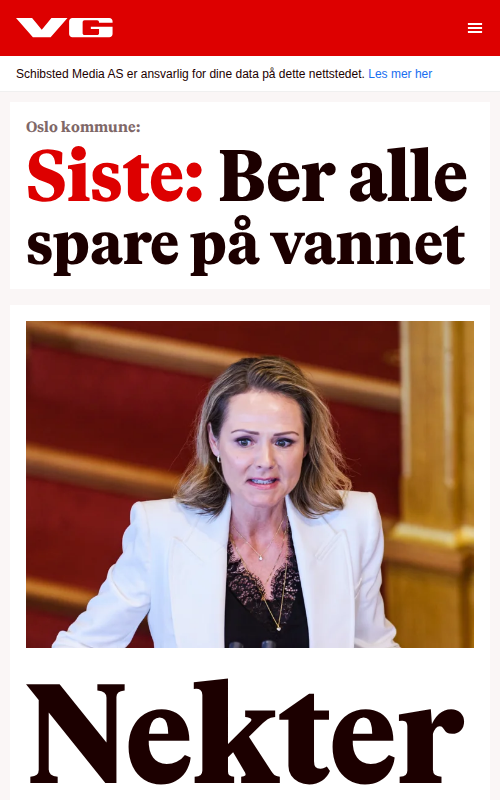 VG
Schibsted Media AS er ansvarlig for dine data på dette nettstedet. Les mer her
Oslo kommune:
Siste: Ber alle
spare på vannet
Nekter